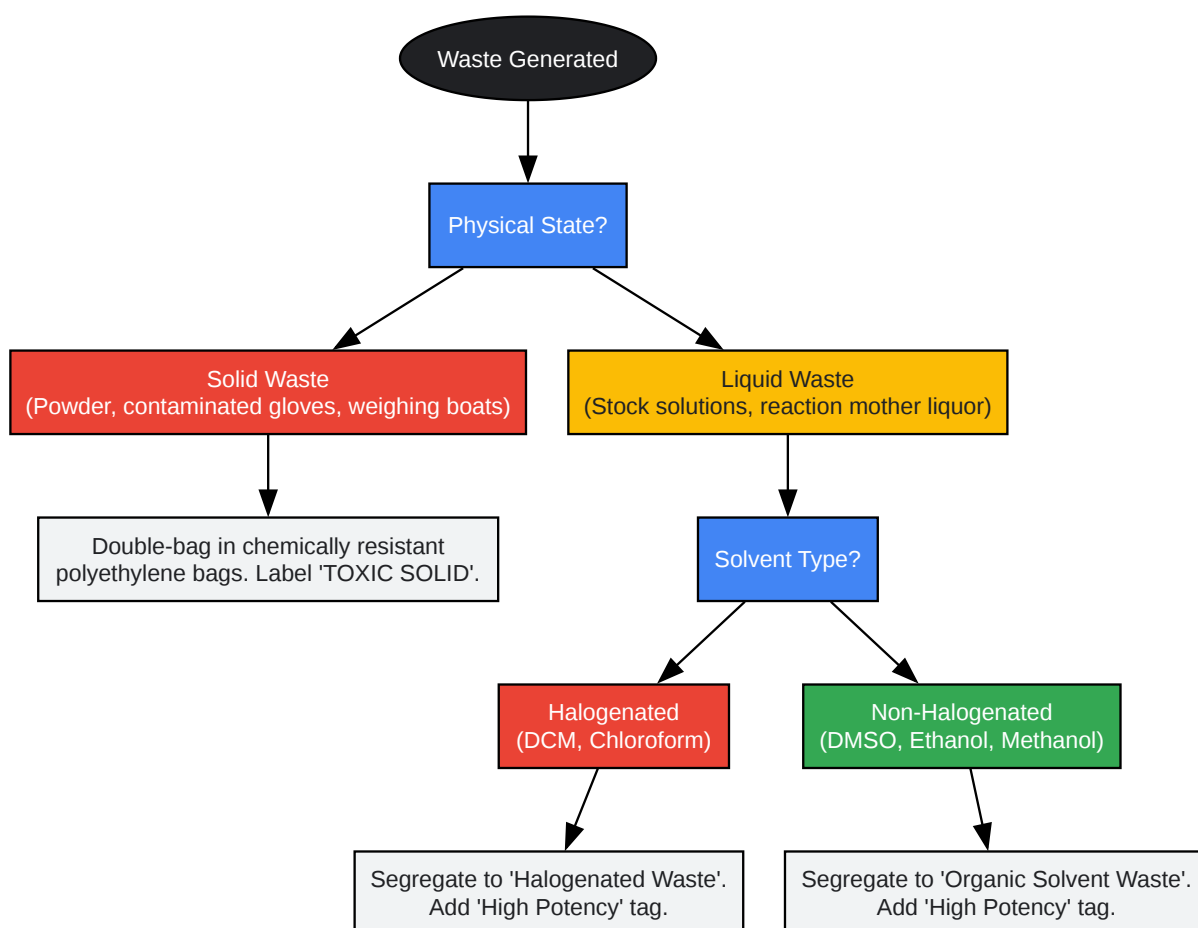 Waste Generated
Physical State?
Solid Waste
(Powder, contaminated gloves, weighing boats)
Liquid Waste
(Stock solutions, reaction mother liquor)
Double-bag in chemically resistant
polyethylene bags. Label 'TOXIC SOLID'.
Solvent Type?
Halogenated
(DCM, Chloroform)
Non-Halogenated
(DMSO, Ethanol, Methanol)
Segregate to 'Halogenated Waste'.
Add 'High Potency' tag.
Segregate to 'Organic Solvent Waste'.
Add 'High Potency' tag.